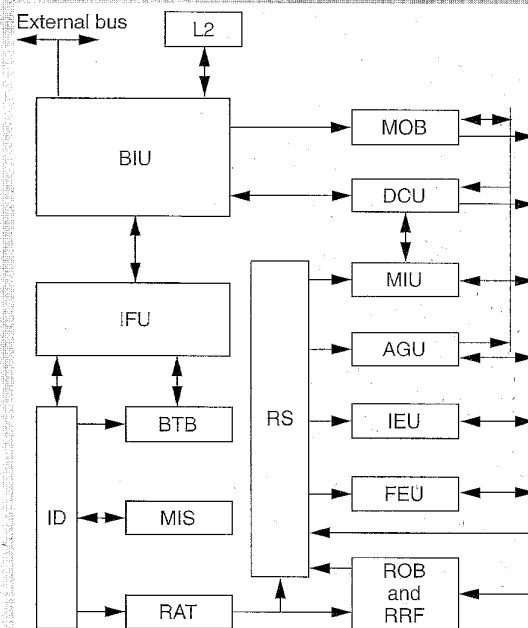 External bus
L2
BIU
MOB
DCU
IFU
MIU
AGU
RS
BTB
IEU
ID
MIS
FEU
RAT
ROB
and
RRF